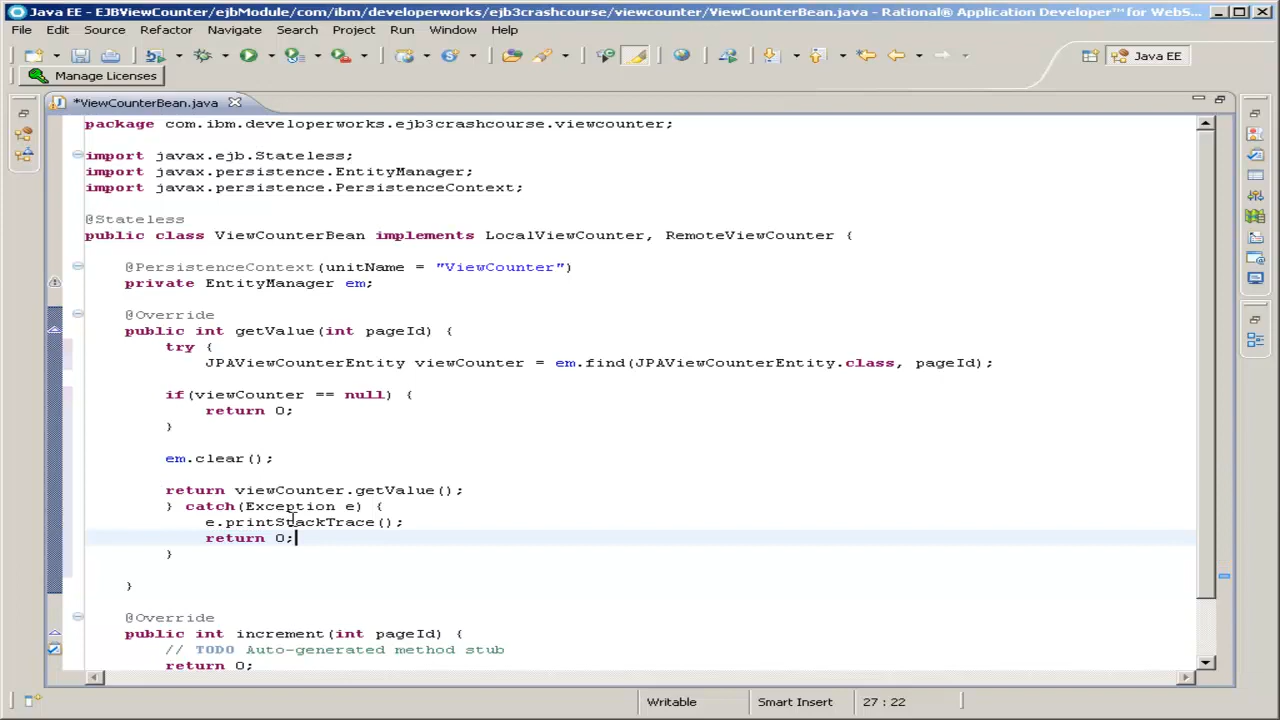 Java EE - EJBViewCounter/ejbModule/com/ibm/developerworks/ejb3crashcourse/viewcounter/ViewCounterBean.java - Rational® Application Developer™ for WebS...
File Edit Source Refactor Navigate Search Project Run Window Help
Java EE
Manage Licenses
*ViewCounterBean.java
package com.ibm.developerworks.ejb3crashcourse.viewcounter;
import javax.ejb.Stateless;
import javax.persistence.EntityManager;
import javax.persistence.PersistenceContext;
@Stateless
public class ViewCounterBean implements LocalViewCounter, RemoteViewCounter {
@PersistenceContext(unitName = "ViewCounter")
private EntityManager em;
@Override
public int getValue(int pageId) {
try {
JPAViewCounterEntity viewCounter = em.find(JPAViewCounterEntity.class, pageId);
if(viewCounter == null) {
return 0;
}
em.clear();
return viewCounter.getValue();
} catch(Exception e) {
e.printStackTrace();
return 0;
}
}
@Override
public int increment(int pageId) {
// TODO Auto-generated method stub
return 0;
Writable Smart Insert 27 : 22